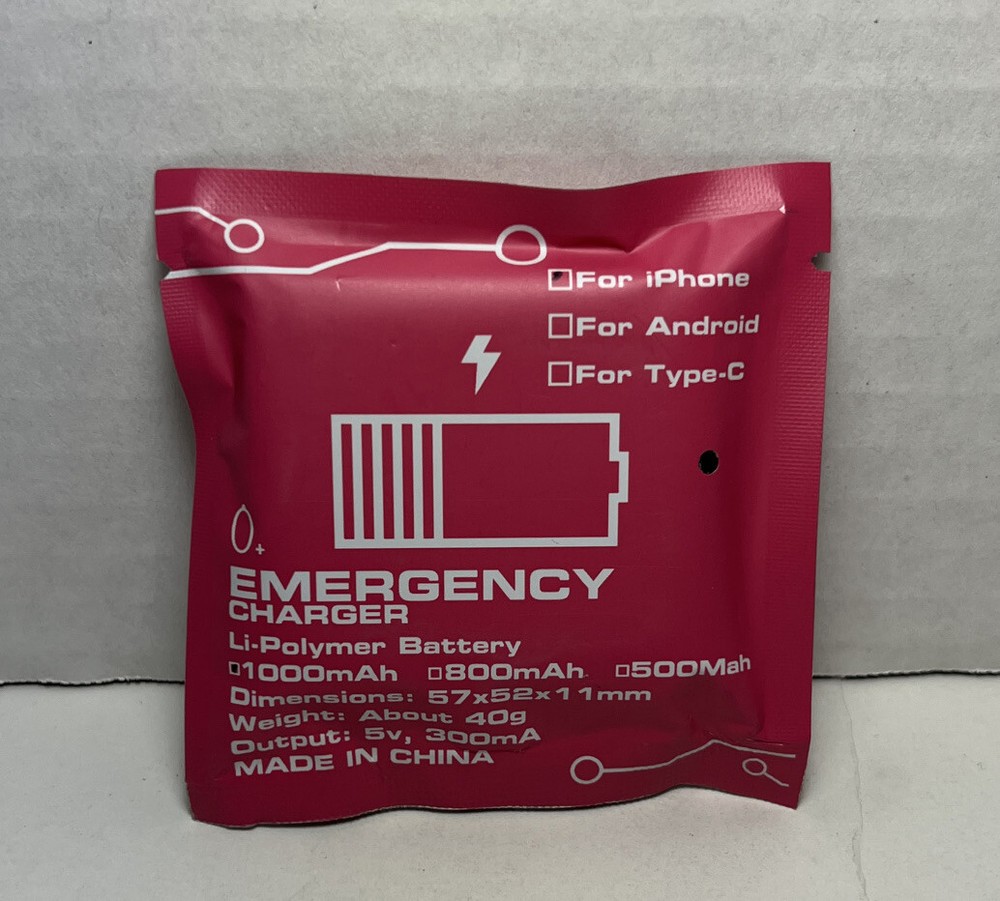 For iPhone
For Android
For Type-C
EMERGENCY
CHARGER
Li-Polymer Battery
1000mAh 800mAh 500Mah
Dimensions: 57x52x11mm
Weight: About 40g
Output: 5v, 300mA
MADE IN CHINA